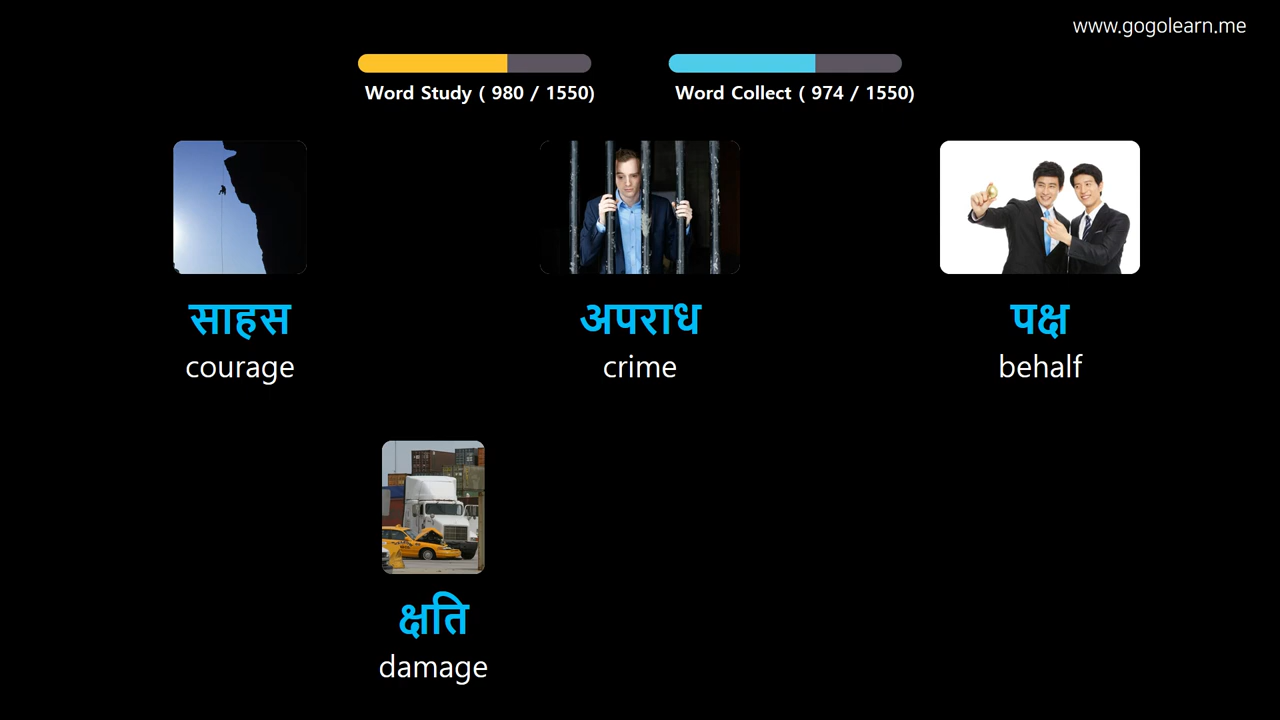 www.gogolearn.me
Word Study ( 980 / 1550)
Word Collect ( 974 / 1550)
साहस
courage
अपराध
crime
पक्ष
behalf
क्षति
damage